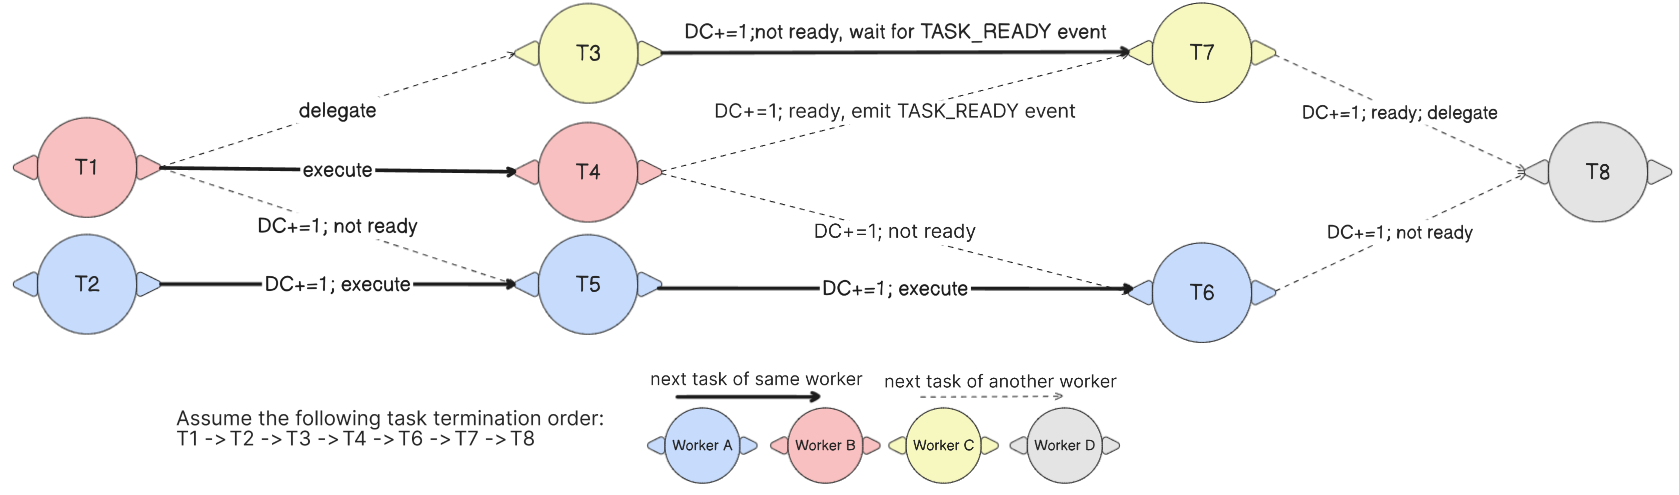 DC+=1;not ready, wait for TASK_READY event
T3
T7
delegate
DC+=1; ready, emit TASK_READY event
DC+=1; ready; delegate
T1
execute
T4
T8
DC+=1; not ready
DC+=1; not ready
DC+=1; not ready
T2
DC+=1; execute
T5
DC+=1; execute
T6
next task of same worker
next task of another worker
Assume the following task termination order:
T1 -> T2 -> T3 -> T4 -> T6 -> T7 -> T8
Worker A
Worker B
Worker C
Worker D